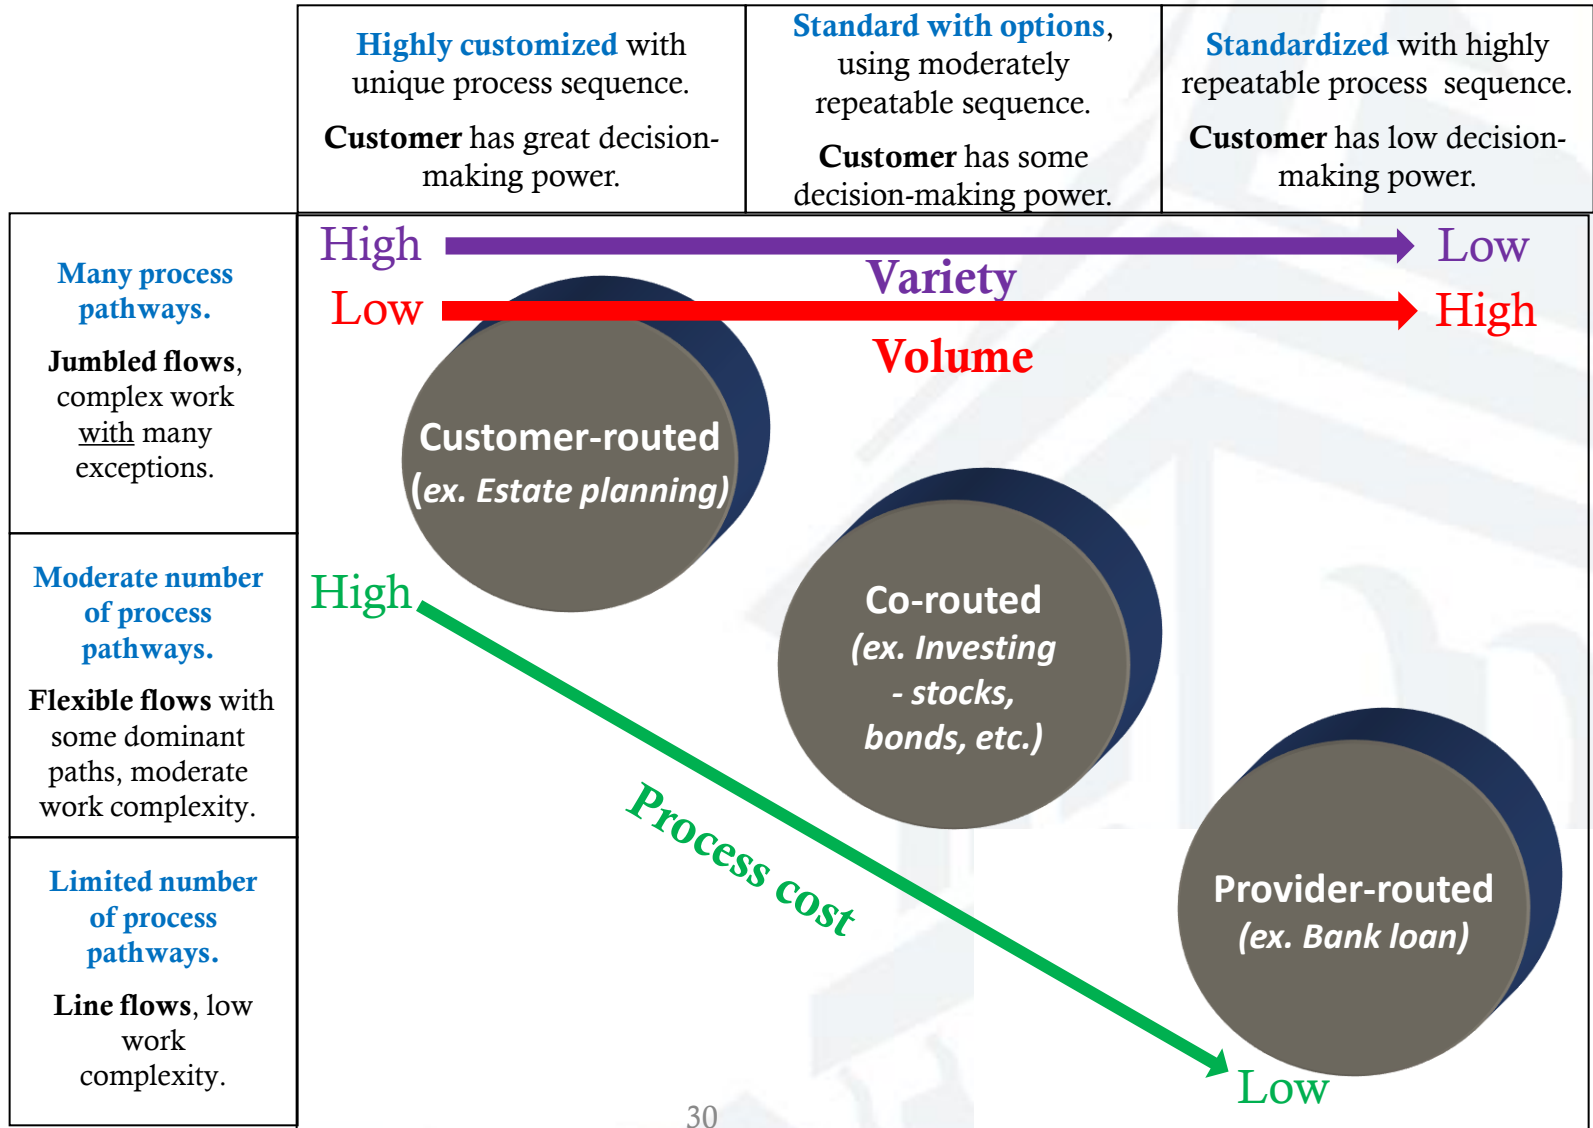 Highly customized with
unique process sequence.
Customer has great decision-
making power.
Standard with options,
using moderately
repeatable sequence.
Customer has some
decision-making power.
Standardized with highly
repeatable process sequence.
Customer has low decision-
making power.
Many process
pathways.
Jumbled flows,
complex work
with many
exceptions.
High
Variety
Low
Low
Volume
High
Customer-routed
(ex. Estate planning)
Moderate number
of process
pathways.
Flexible flows with
some dominant
paths, moderate
work complexity.
High
Process cost
Low
Co-routed
(ex. Investing
- stocks,
bonds, etc.)
Limited number
of process
pathways.
Line flows, low
work
complexity.
Provider-routed
(ex. Bank loan)
30